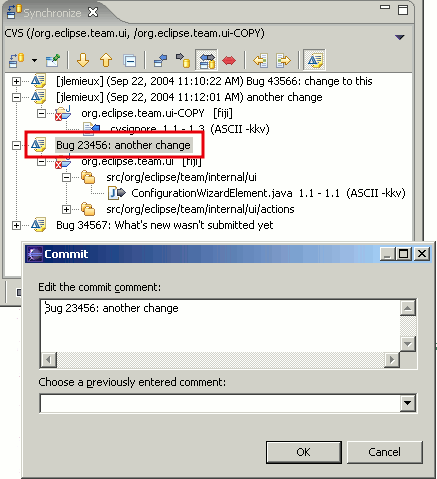 Synchronize
CVS (/org.eclipse.team.ui, /org.eclipse.team.ui-COPY)
[jlemieux] (Sep 22, 2004 11:10:22 AM) Bug 43566: change to this
[jlemieux] (Sep 22, 2004 11:12:01 AM) another change
org.eclipse.team.ui-COPY [fiji]
.cvsignore 1.1 - 1.3 (ASCII -kkv)
Bug 23456: another change
org.eclipse.team.ui [fiji]
src/org/eclipse/team/internal/ui
ConfigurationWizardElement.java 1.1 - 1.1 (ASCII -kkv)
src/org/eclipse/team/internal/ui/actions
Bug 34567: What's new wasn't submitted yet
Commit
Edit the commit comment:
Bug 23456: another change
Choose a previously entered comment:
OK Cancel